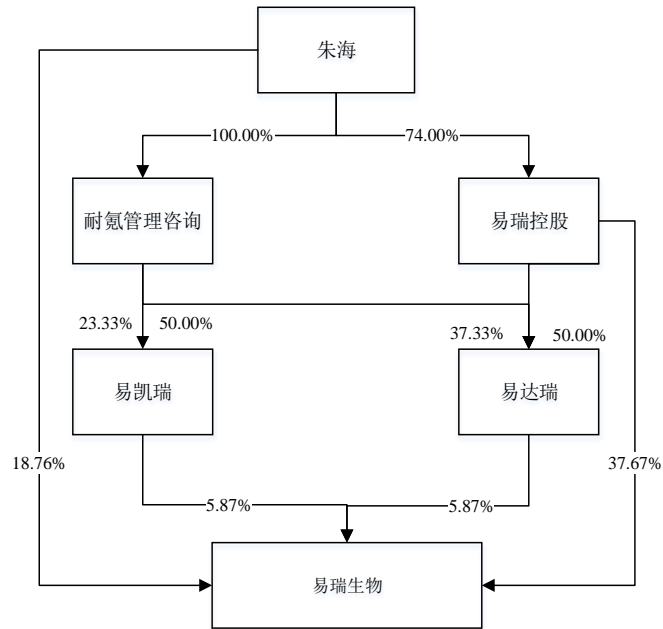 朱海
100.00%
74.00%
耐氪管理咨询
易瑞控股
23.33%
50.00%
37.33%
50.00%
易凯瑞
易达瑞
18.76%
37.67%
5.87%
5.87%
易瑞生物